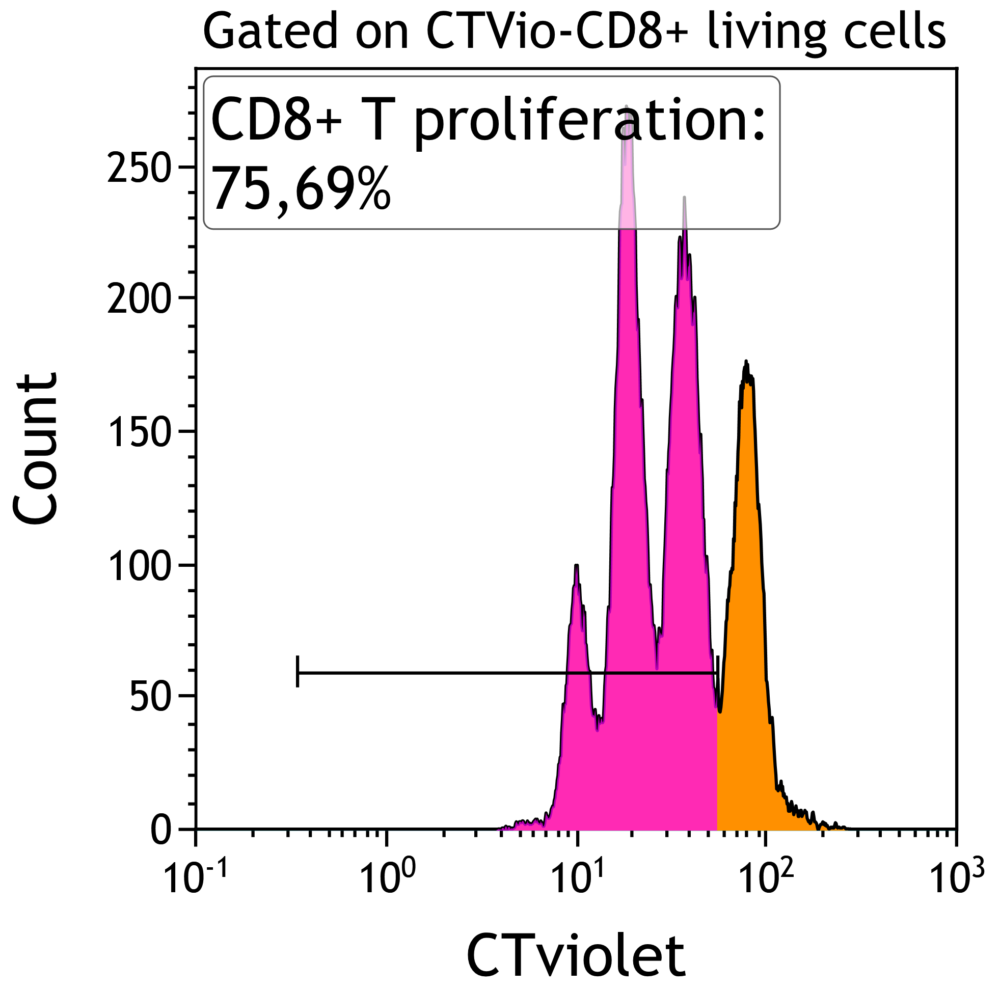 Gated on CTVio-CD8+ living cells
CD8+ T proliferation:
75,69%
250
200
150
100
50
0
Count
10⁻¹ 10⁰ 10¹ 10² 10³
CTviolet